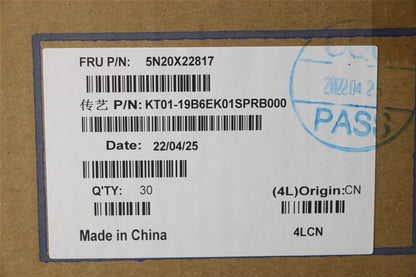 FRU P/N: 5N20X22817
传艺 P/N: KT01-19B6EK01SPRB000
Date: 22/04/25
Q'TY: 30
(4L)Origin:CN
Made in China
4LCN
2022 04 25
PASS